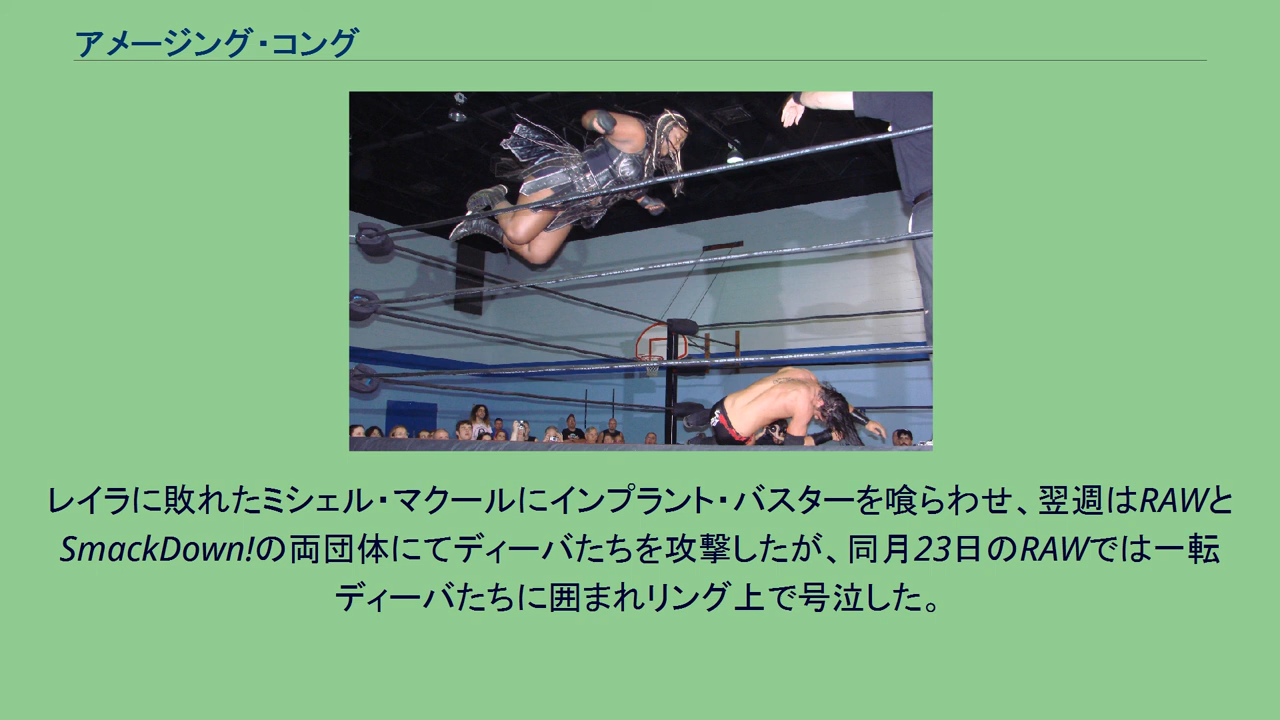 アメージング・コング
レイラに敗れたミシェル・マクールにインプラント・バスターを喰らわせ、翌週はRAWと
SmackDown!の両団体にてディーバたちを攻撃したが、同月23日のRAWでは一転
ディーバたちに囲まれリング上で号泣した。